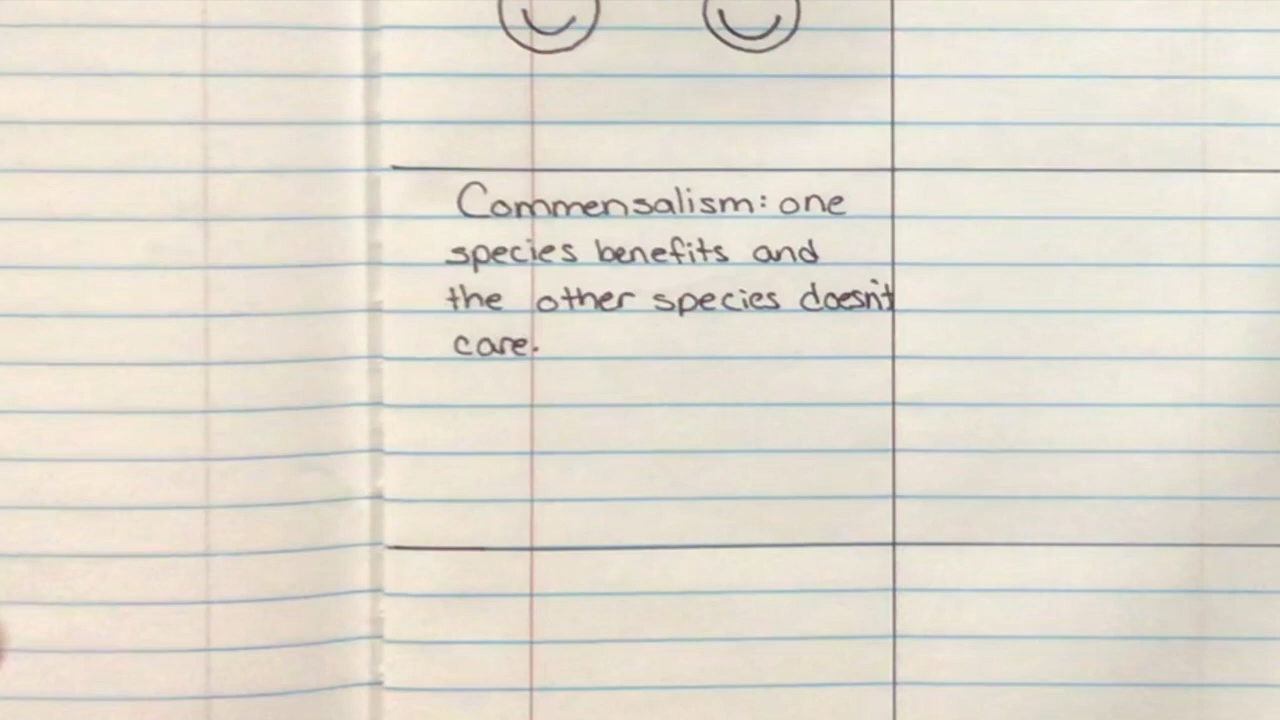 Commensalism: one
species benefits and
the other species doesn't
care.